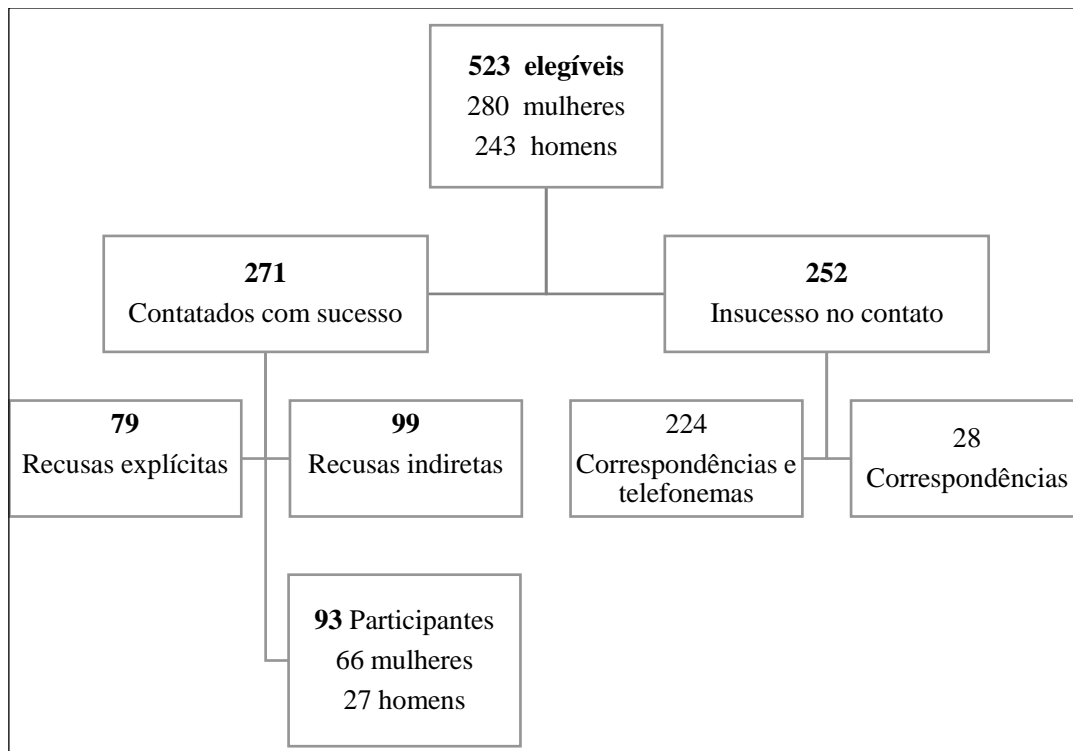 523 elegíveis
280 mulheres
243 homens
271
Contatados com sucesso
252
Insucesso no contato
79
Recusas explícitas
99
Recusas indiretas
224
Correspondências e
telefonemas
28
Correspondências
93 Participantes
66 mulheres
27 homens